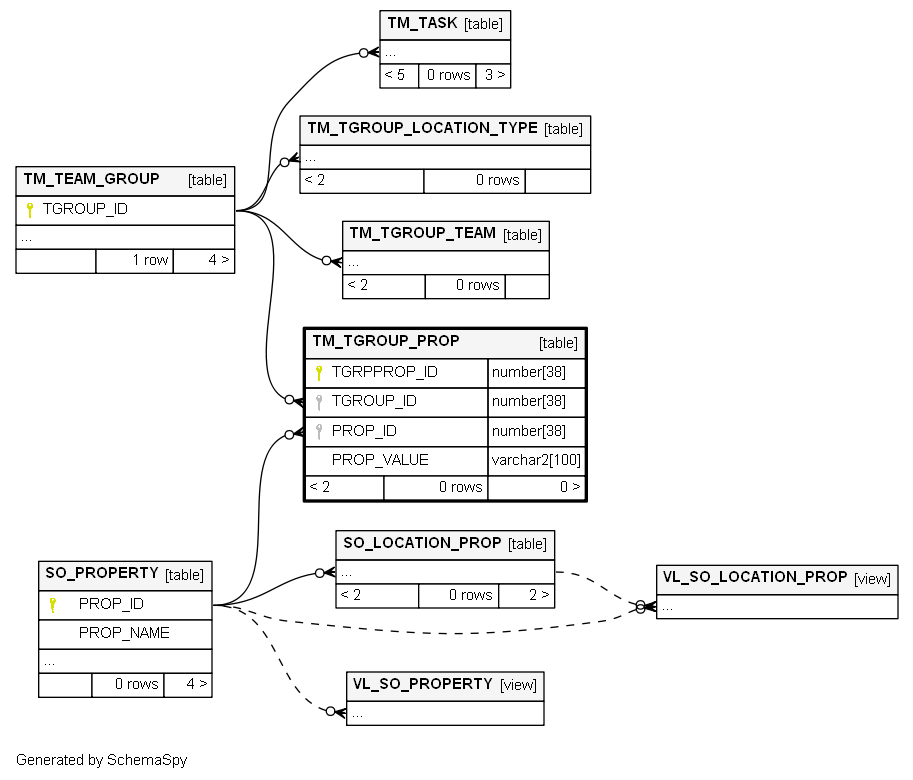 TM_TASK [table]
...
< 5 0 rows 3 >
TM_TGROUP_LOCATION_TYPE [table]
...
< 2 0 rows
TM_TEAM_GROUP [table]
TGROUP_ID
...
1 row 4 >
TM_TGROUP_TEAM [table]
...
< 2 0 rows
TM_TGROUP_PROP [table]
TGRPPROP_ID number[38]
TGROUP_ID number[38]
PROP_ID number[38]
PROP_VALUE varchar2[100]
< 2 0 rows 0 >
SO_LOCATION_PROP [table]
...
< 2 0 rows 2 >
SO_PROPERTY [table]
PROP_ID
PROP_NAME
...
0 rows 4 >
VL_SO_LOCATION_PROP [view]
...
VL_SO_PROPERTY [view]
...
Generated by SchemaSpy